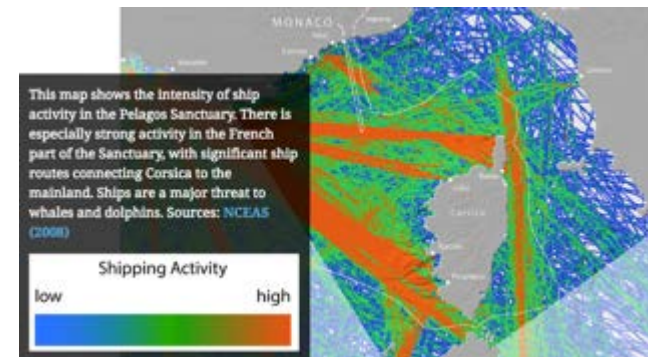 MONACO
This map shows the intensity of ship
activity in the Pelagos Sanctuary. There is
especially strong activity in the French
part of the Sanctuary, with significant ship
routes connecting Corsica to the
mainland. Ships are a major threat to
whales and dolphins. Sources: NCEAS
(2008)
Shipping Activity
low high
Corsica